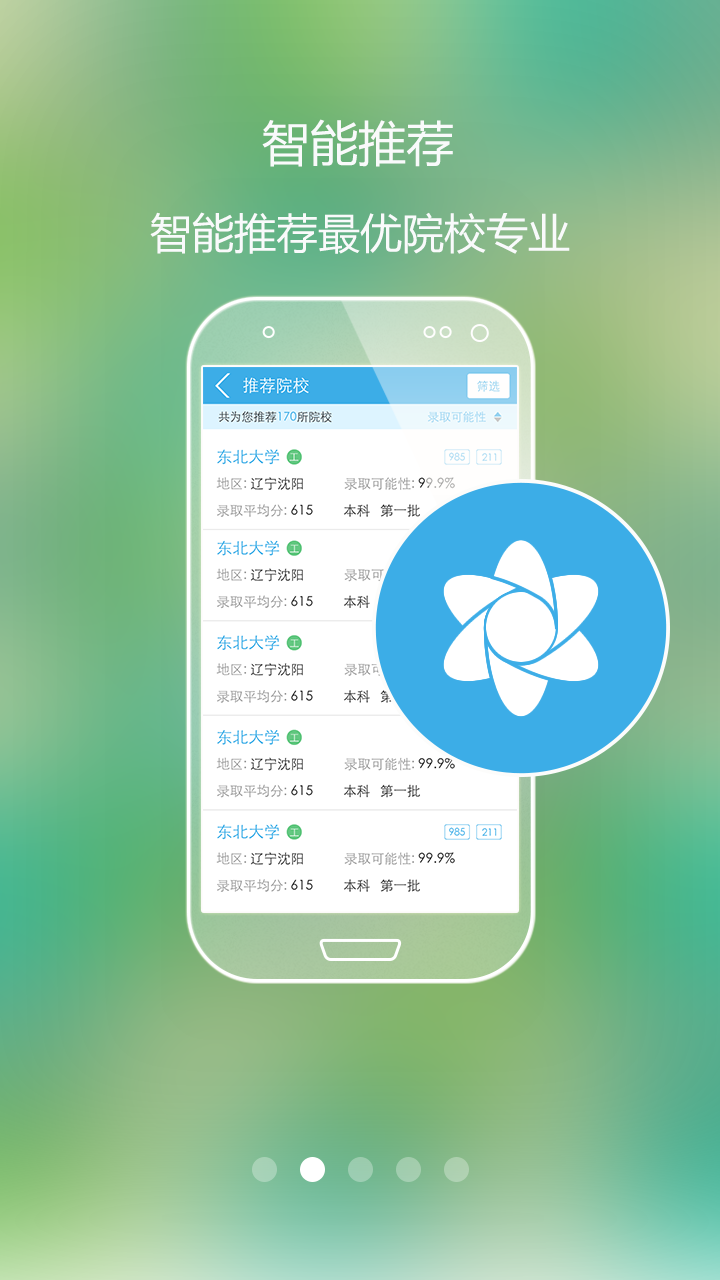 智能推荐
智能推荐最优院校专业
推荐院校 筛选
共为您推荐170所院校 录取可能性
东北大学 工 985 211
地区: 辽宁沈阳 录取可能性: 99.9%
录取平均分: 615 本科 第一批
东北大学 工
地区: 辽宁沈阳 录取
录取平均分: 615 本科
东北大学 工
地区: 辽宁沈阳 录取
录取平均分: 615 本科 第
东北大学 工
地区: 辽宁沈阳 录取可能性: 99.9%
录取平均分: 615 本科 第一批
东北大学 工 985 211
地区: 辽宁沈阳 录取可能性: 99.9%
录取平均分: 615 本科 第一批